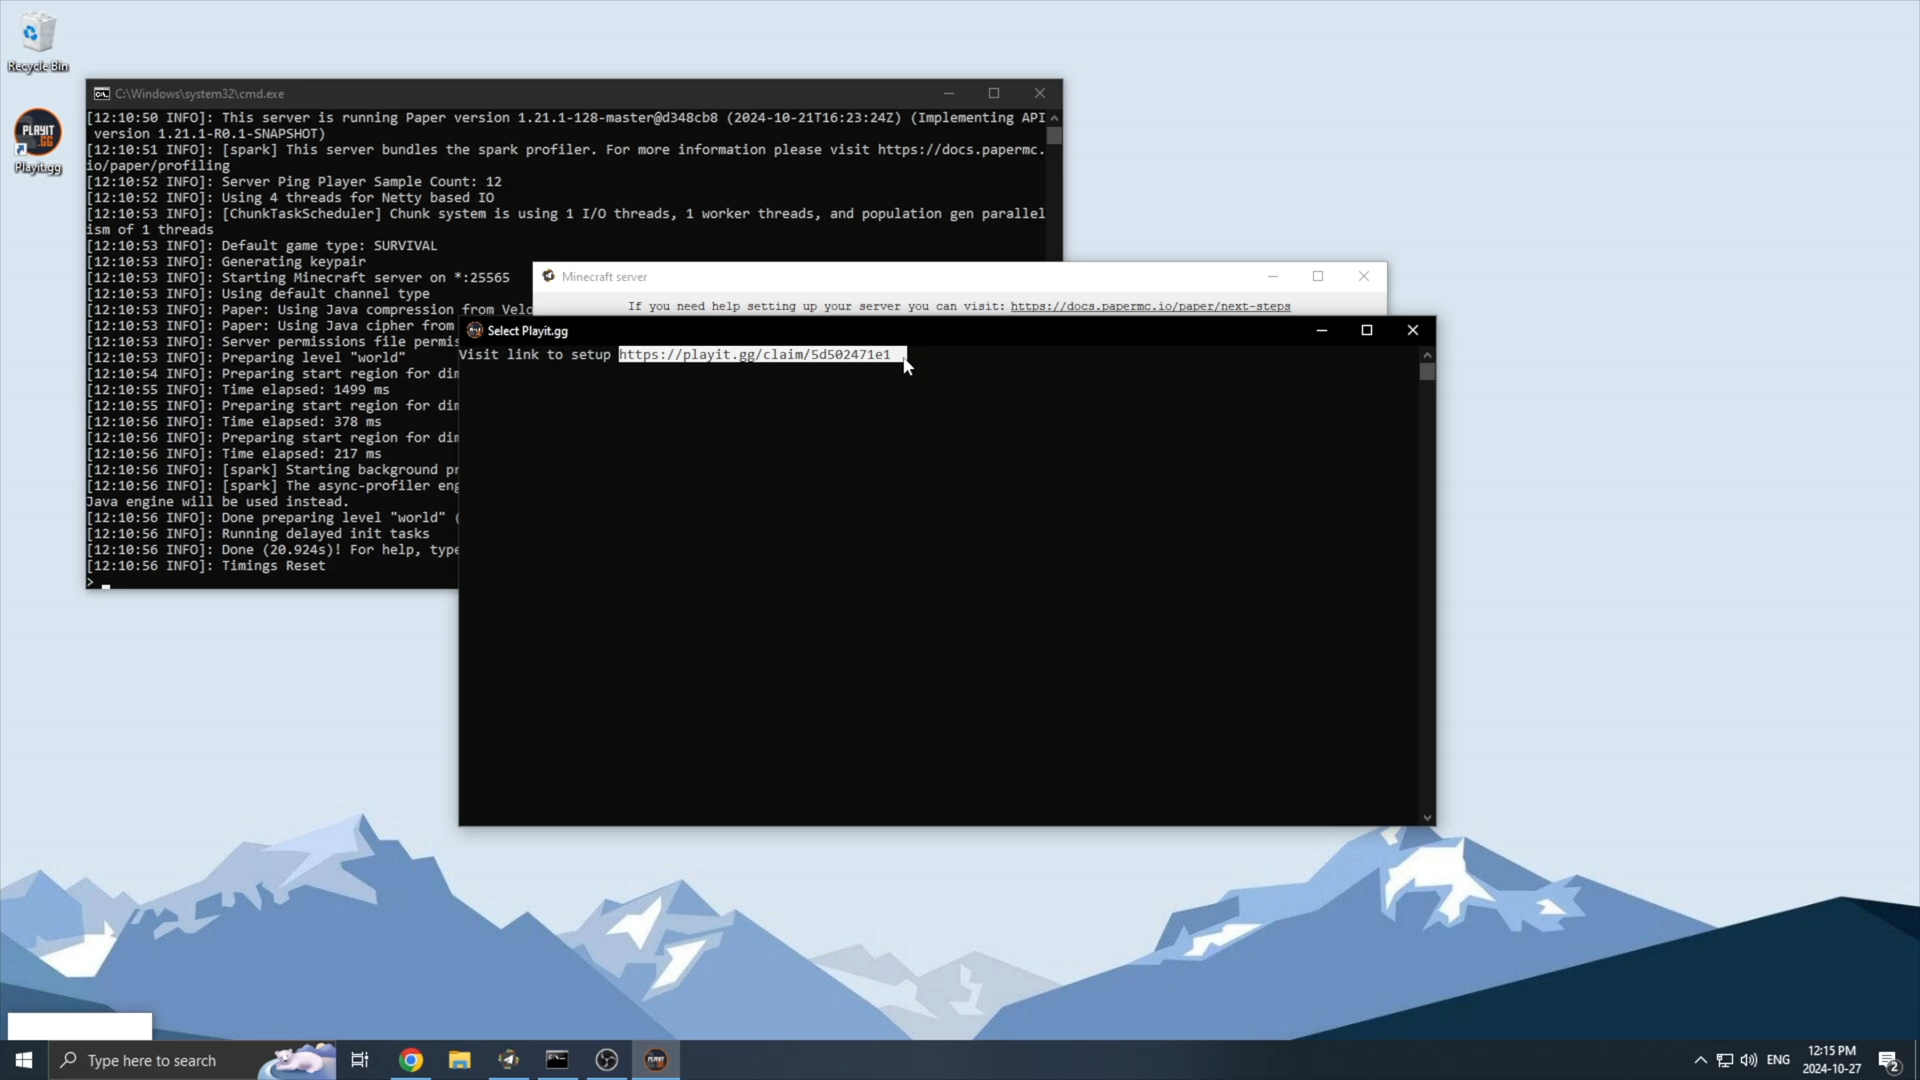 Recycle Bin
PLAYIT
.GG
Playit.gg
C:\Windows\system32\cmd.exe
[12:10:50 INFO]: This server is running Paper version 1.21.1-128-master@d348cb8 (2024-10-21T16:23:24Z) (Implementing API
version 1.21.1-R0.1-SNAPSHOT)
[12:10:51 INFO]: [spark] This server bundles the spark profiler. For more information please visit https://docs.papermc.
io/paper/profiling
[12:10:52 INFO]: Server Ping Player Sample Count: 12
[12:10:52 INFO]: Using 4 threads for Netty based IO
[12:10:53 INFO]: [ChunkTaskScheduler] Chunk system is using 1 I/O threads, 1 worker threads, and population gen parallel
ism of 1 threads
[12:10:53 INFO]: Default game type: SURVIVAL
[12:10:53 INFO]: Generating keypair
[12:10:53 INFO]: Starting Minecraft server on *:25565
[12:10:53 INFO]: Using default channel type
[12:10:53 INFO]: Paper: Using Java compression from Velo
[12:10:53 INFO]: Paper: Using Java cipher from
[12:10:53 INFO]: Server permissions file permis
[12:10:53 INFO]: Preparing level "world"
[12:10:54 INFO]: Preparing start region for dim
[12:10:55 INFO]: Time elapsed: 1499 ms
[12:10:55 INFO]: Preparing start region for dim
[12:10:56 INFO]: Time elapsed: 378 ms
[12:10:56 INFO]: Preparing start region for dim
[12:10:56 INFO]: Time elapsed: 217 ms
[12:10:56 INFO]: [spark] Starting background pr
[12:10:56 INFO]: [spark] The async-profiler eng
Java engine will be used instead.
[12:10:56 INFO]: Done preparing level "world" (
[12:10:56 INFO]: Running delayed init tasks
[12:10:56 INFO]: Done (20.924s)! For help, type
[12:10:56 INFO]: Timings Reset
>
Minecraft server
If you need help setting up your server you can visit: https://docs.papermc.io/paper/next-steps
Select Playit.gg
Visit link to setup https://playit.gg/claim/5d502471e1 .
Type here to search
ENG
12:15 PM
2024-10-27
2